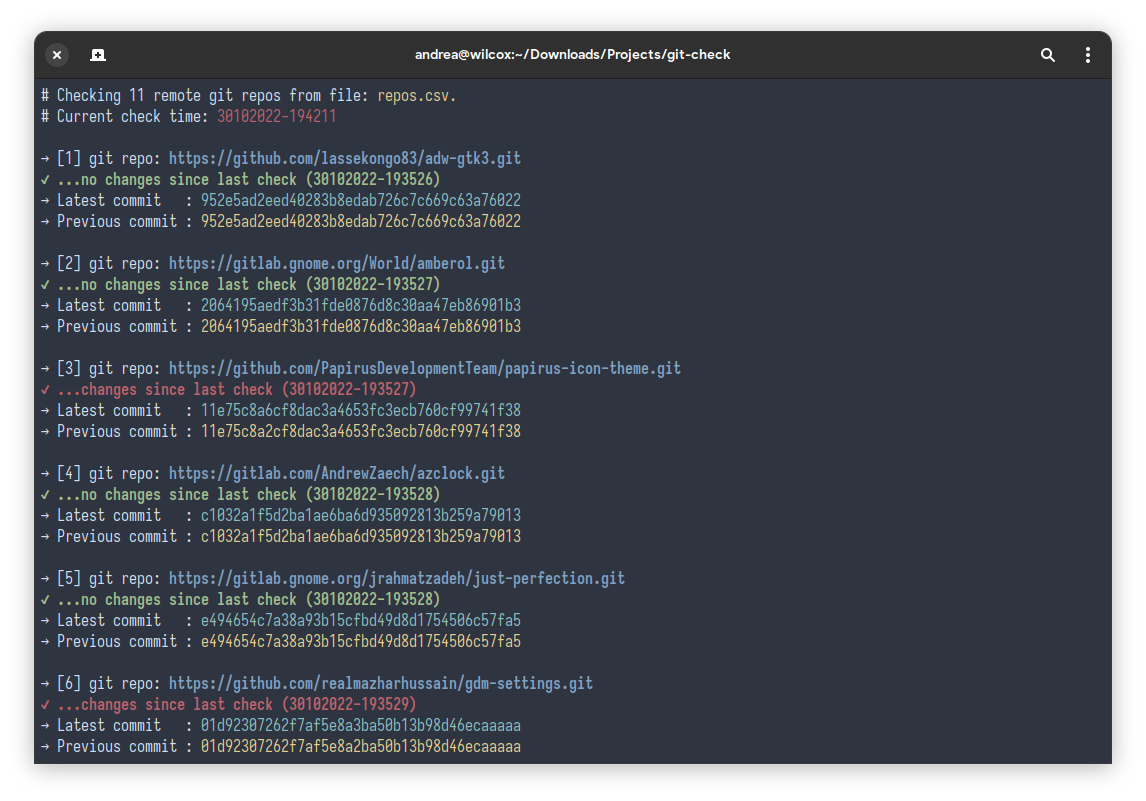 andrea@wilcox:~/Downloads/Projects/git-check
# Checking 11 remote git repos from file: repos.csv.
# Current check time: 30102022-194211
→ [1] git repo: https://github.com/lassekongo83/adw-gtk3.git
✔ ...no changes since last check (30102022-193526)
→ Latest commit   : 952e5ad2eed40283b8edab726c7c669c63a76022
→ Previous commit : 952e5ad2eed40283b8edab726c7c669c63a76022
→ [2] git repo: https://gitlab.gnome.org/World/amberol.git
✔ ...no changes since last check (30102022-193527)
→ Latest commit   : 2064195aedf3b31fde0876d8c30aa47eb86901b3
→ Previous commit : 2064195aedf3b31fde0876d8c30aa47eb86901b3
→ [3] git repo: https://github.com/PapirusDevelopmentTeam/papirus-icon-theme.git
✔ ...changes since last check (30102022-193527)
→ Latest commit   : 11e75c8a6cf8dac3a4653fc3ecb760cf99741f38
→ Previous commit : 11e75c8a2cf8dac3a4653fc3ecb760cf99741f38
→ [4] git repo: https://gitlab.com/AndrewZaech/azclock.git
✔ ...no changes since last check (30102022-193528)
→ Latest commit   : c1032a1f5d2ba1ae6ba6d935092813b259a79013
→ Previous commit : c1032a1f5d2ba1ae6ba6d935092813b259a79013
→ [5] git repo: https://gitlab.gnome.org/jrahmatzadeh/just-perfection.git
✔ ...no changes since last check (30102022-193528)
→ Latest commit   : e494654c7a38a93b15cfbd49d8d1754506c57fa5
→ Previous commit : e494654c7a38a93b15cfbd49d8d1754506c57fa5
→ [6] git repo: https://github.com/realmazharhussain/gdm-settings.git
✔ ...changes since last check (30102022-193529)
→ Latest commit   : 01d92307262f7af5e8a3ba50b13b98d46ecaaaaa
→ Previous commit : 01d92307262f7af5e8a2ba50b13b98d46ecaaaaa